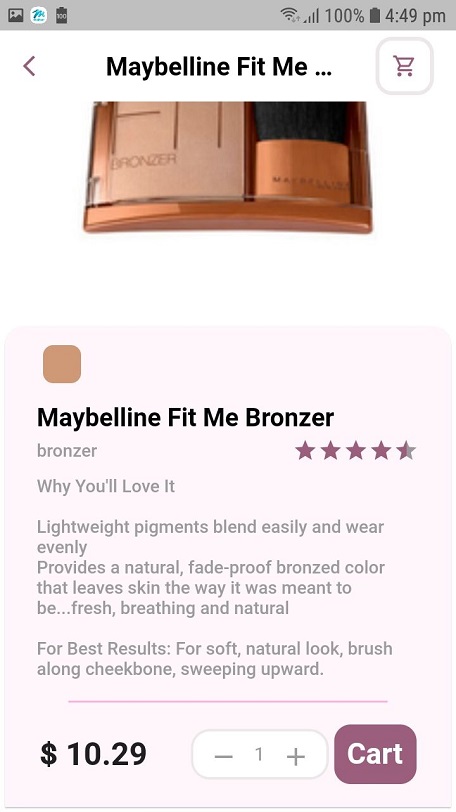 100% 4:49 pm
Maybelline Fit Me ...
BRONZER
MAYBELLINE
Maybelline Fit Me Bronzer
bronzer
Why You'll Love It
Lightweight pigments blend easily and wear
evenly
Provides a natural, fade-proof bronzed color
that leaves skin the way it was meant to
be...fresh, breathing and natural
For Best Results: For soft, natural look, brush
along cheekbone, sweeping upward.
$ 10.29
1
Cart